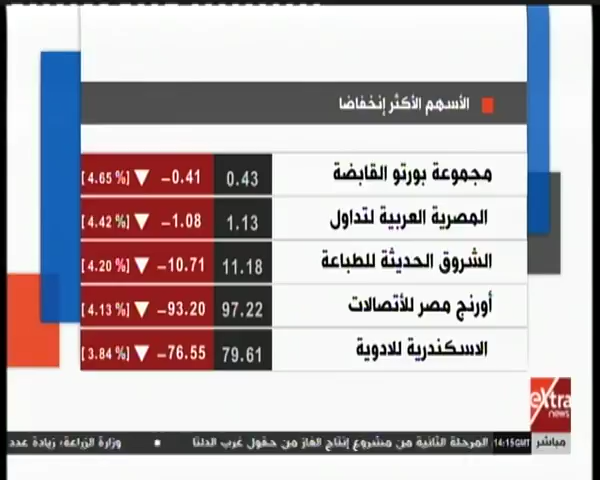 الأسهم الأكثر إنخفاضا
مجموعة بورتو القابضة 0.43 −0.41 ▼ [4.65 %]
المصرية العربية لتداول 1.13 −1.08 ▼ [4.42 %]
الشروق الحديثة للطباعة 11.18 −10.71 ▼ [4.20 %]
أورنج مصر للأتصالات 97.22 −93.20 ▼ [4.13 %]
الاسكندرية للادوية 79.61 −76.55 ▼ [3.84 %]
eXtra
news
مباشر 14:15GMT المرحلة الثانية من مشروع إنتاج الغاز من حقول غرب الدلتا ■ وزارة الزراعة: زيادة عدد